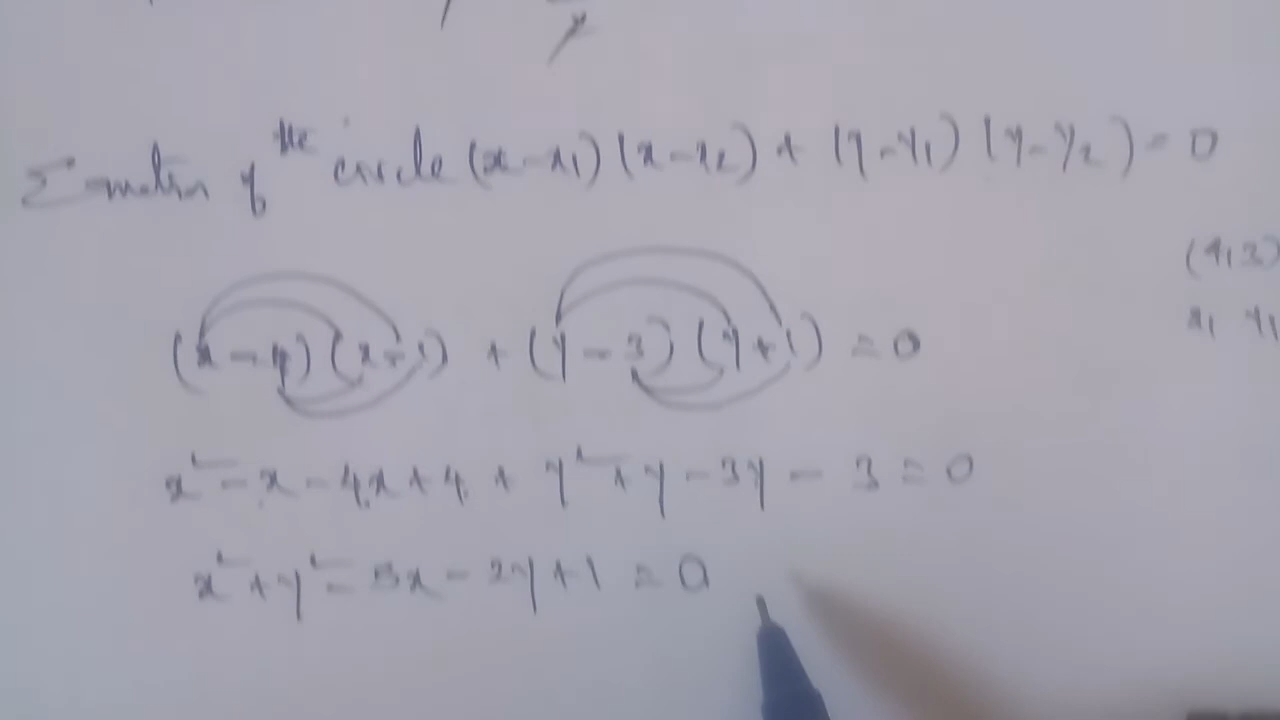 Equation of the circle (x-x₁)(x-x₂) + (y-y₁)(y-y₂) = 0
(4,3)
x₁ y₁
(x-4)(x-1) + (y-3)(y+1) = 0
x² - x - 4x + 4 + y² + y - 3y - 3 = 0
x² + y² - 5x - 2y + 1 = 0